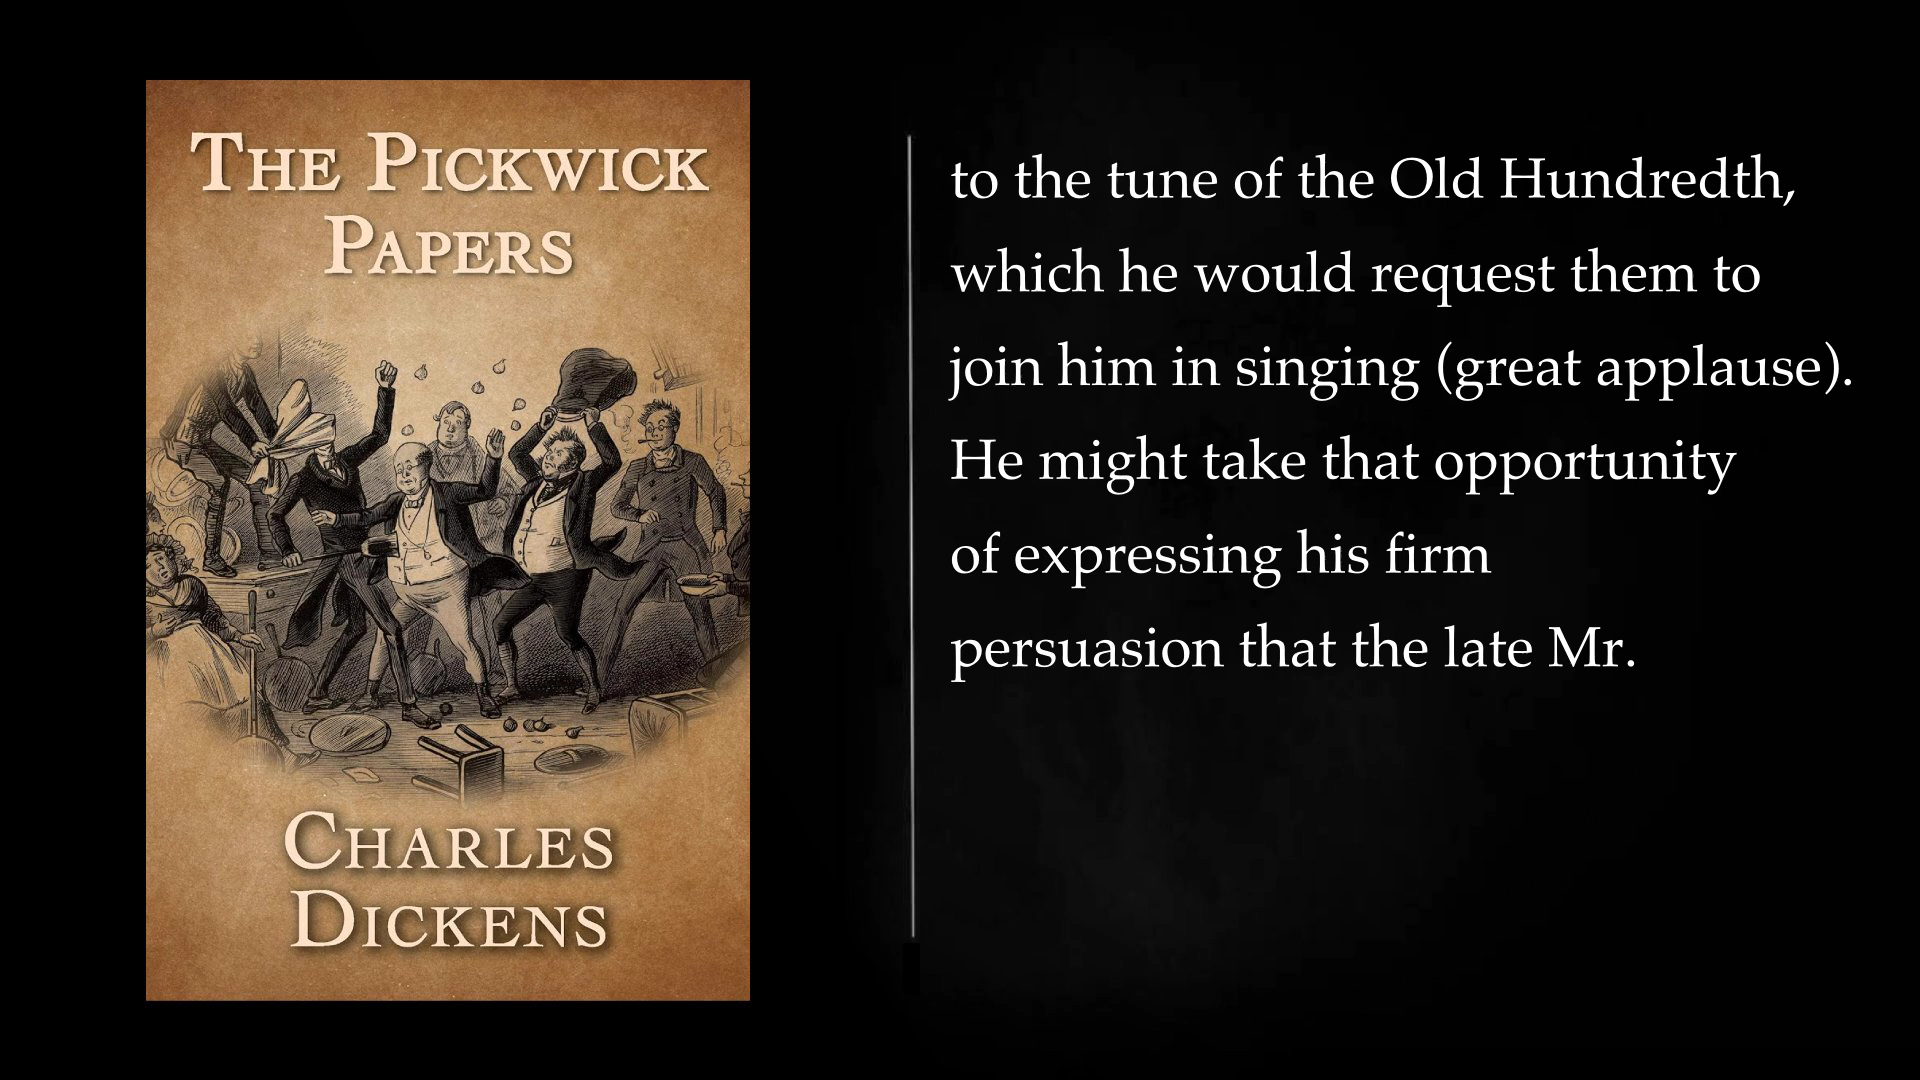 THE PICKWICK
PAPERS
CHARLES
DICKENS
to the tune of the Old Hundredth,
which he would request them to
join him in singing (great applause).
He might take that opportunity
of expressing his firm
persuasion that the late Mr.